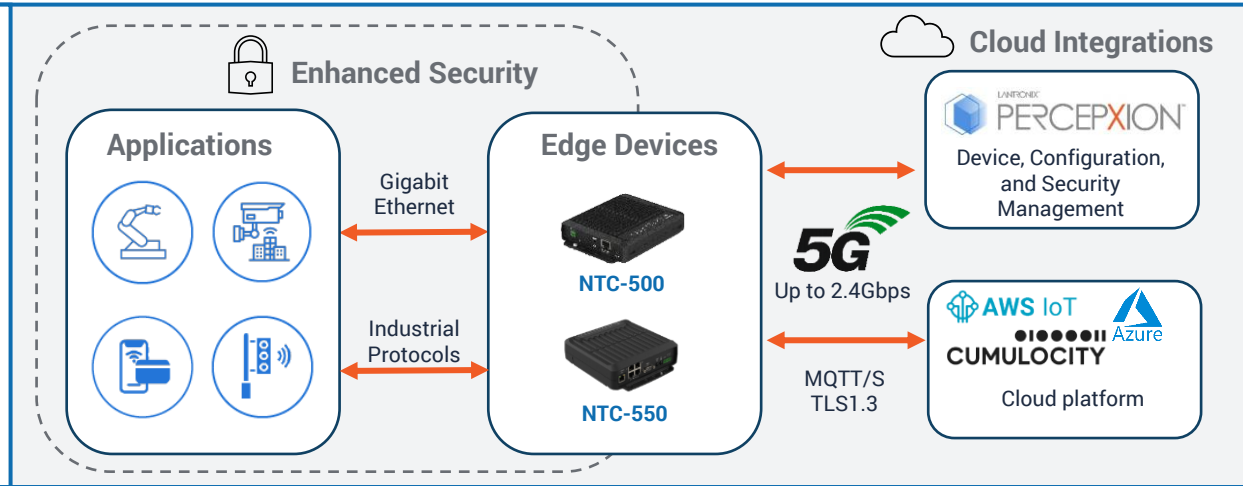 Enhanced Security
Cloud Integrations
Applications
Gigabit
Ethernet
Industrial
Protocols
Edge Devices
NTC-500
NTC-550
5G
Up to 2.4Gbps
MQTT/S
TLS1.3
LANTRONIX
PERCEPXION™
Device, Configuration,
and Security
Management
AWS IoT
Azure
CUMULOCITY
Cloud platform